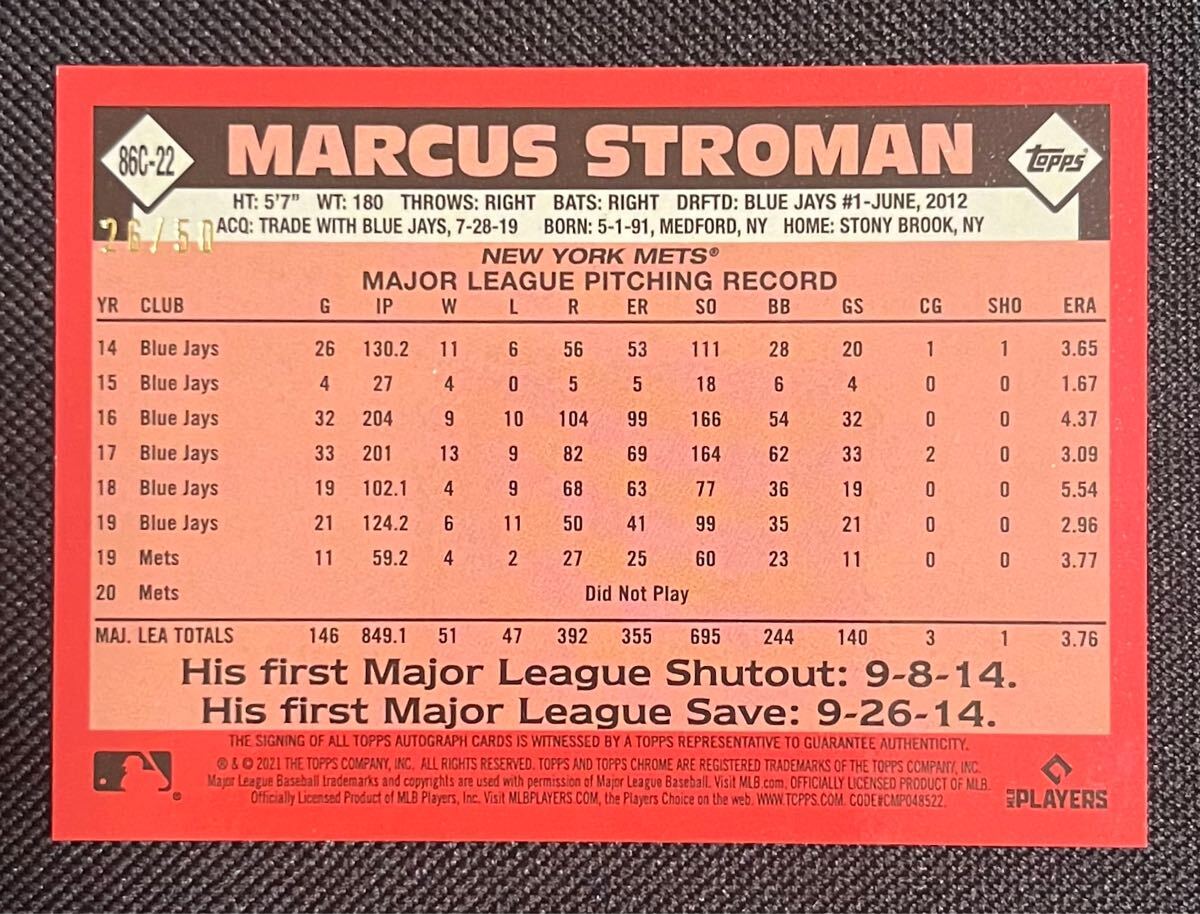 86C-22
MARCUS STROMAN
Topps®
HT: 5'7" WT: 180 THROWS: RIGHT BATS: RIGHT DRFTD: BLUE JAYS #1-JUNE, 2012
ACQ: TRADE WITH BLUE JAYS, 7-28-19 BORN: 5-1-91, MEDFORD, NY HOME: STONY BROOK, NY
26/50
NEW YORK METS®
MAJOR LEAGUE PITCHING RECORD
YR CLUB G IP W L R ER SO BB GS CG SHO ERA
14 Blue Jays 26 130.2 11 6 56 53 111 28 20 1 1 3.65
15 Blue Jays 4 27 4 0 5 5 18 6 4 0 0 1.67
16 Blue Jays 32 204 9 10 104 99 166 54 32 0 0 4.37
17 Blue Jays 33 201 13 9 82 69 164 62 33 2 0 3.09
18 Blue Jays 19 102.1 4 9 68 63 77 36 19 0 0 5.54
19 Blue Jays 21 124.2 6 11 50 41 99 35 21 0 0 2.96
19 Mets 11 59.2 4 2 27 25 60 23 11 0 0 3.77
20 Mets Did Not Play
MAJ. LEA TOTALS 146 849.1 51 47 392 355 695 244 140 3 1 3.76
His first Major League Shutout: 9-8-14.
His first Major League Save: 9-26-14.
THE SIGNING OF ALL TOPPS AUTOGRAPH CARDS IS WITNESSED BY A TOPPS REPRESENTATIVE TO GUARANTEE AUTHENTICITY.
® & © 2021 THE TOPPS COMPANY, INC. ALL RIGHTS RESERVED. TOPPS AND TOPPS CHROME ARE REGISTERED TRADEMARKS OF THE TOPPS COMPANY, INC.
Major League Baseball trademarks and copyrights are used with permission of Major League Baseball. Visit MLB.com. OFFICIALLY LICENSED PRODUCT OF MLB
Officially Licensed Product of MLB Players, Inc. Visit MLBPLAYERS.COM, the Players Choice on the web. WWW.TOPPS.COM. CODE#CMP048522.
MLB PLAYERS